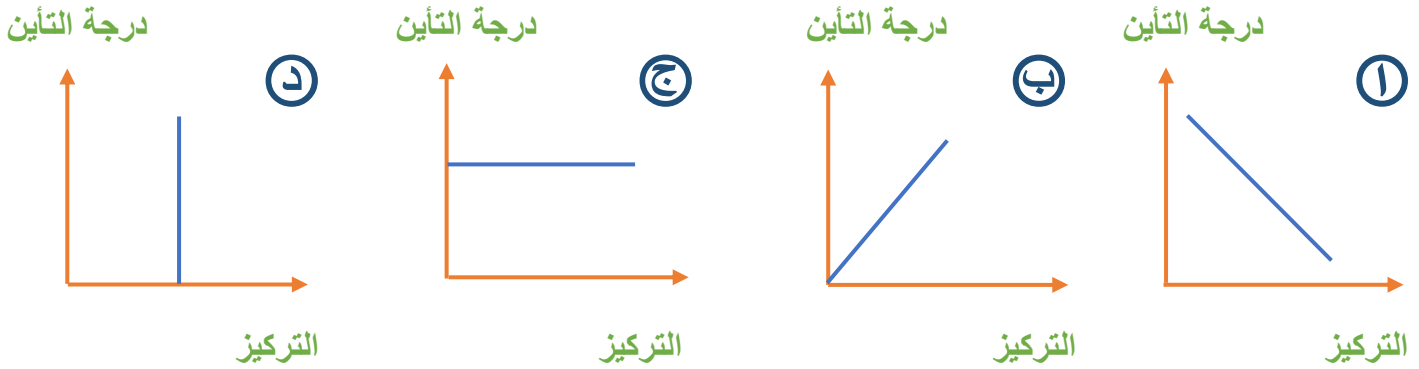 درجة التأين
درجة التأين
درجة التأين
درجة التأين
ا
ب
ج
د
التركيز
التركيز
التركيز
التركيز